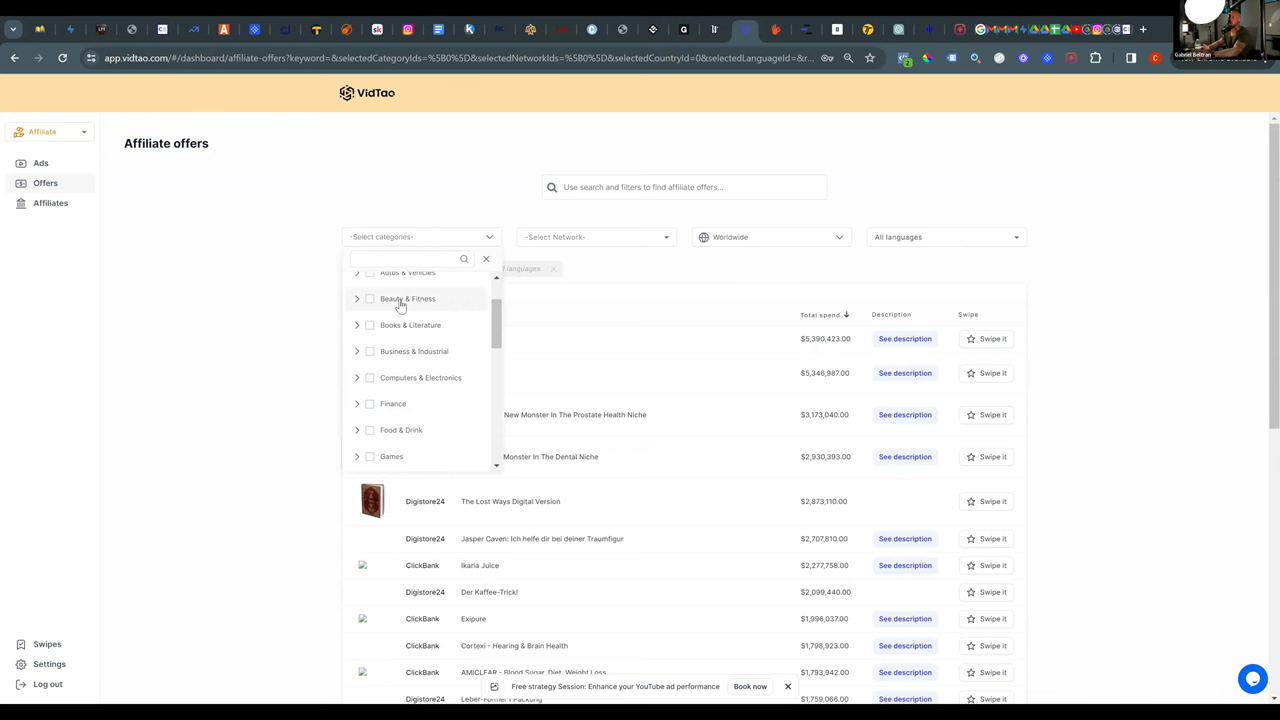 Gabriel Beltran
app.vidtao.com/#/dashboard/affiliate-offers?keyword=&selectedCategoryIds=%5B0%5D&selectedNetworkIds=%5B0%5D&selectedCountryId=0&selectedLanguageId=&r...
VidTao
Affiliate
Ads
Offers
Affiliates
Affiliate offers
Use search and filters to find affiliate offers...
-Select categories-
-Select Network-
Worldwide
All languages
languages
Autos & Vehicles
Beauty & Fitness
Books & Literature
Business & Industrial
Computers & Electronics
Finance
Food & Drink
Games
Total spend
Description
Swipe
$5,390,423.00 See description Swipe it
$5,346,987.00 See description Swipe it
New Monster In The Prostate Health Niche $3,173,040.00 See description Swipe it
Monster In The Dental Niche $2,930,393.00 See description Swipe it
Digistore24 The Lost Ways Digital Version $2,873,110.00 Swipe it
Digistore24 Jasper Caven: Ich helfe dir bei deiner Traumfigur $2,707,810.00 See description Swipe it
ClickBank Ikaria Juice $2,277,758.00 See description Swipe it
Digistore24 Der Kaffee-Trick! $2,099,440.00 Swipe it
ClickBank Exipure $1,996,037.00 See description Swipe it
ClickBank Cortexi - Hearing & Brain Health $1,798,923.00 See description Swipe it
ClickBank AMICLEAR - Blood Sugar, Diet, Weight Loss $1,793,942.00 See description Swipe it
Digistore24 Leber-Formel 1 Packung $1,759,066.00 Swipe it
Free strategy Session: Enhance your YouTube ad performance Book now
Swipes
Settings
Log out